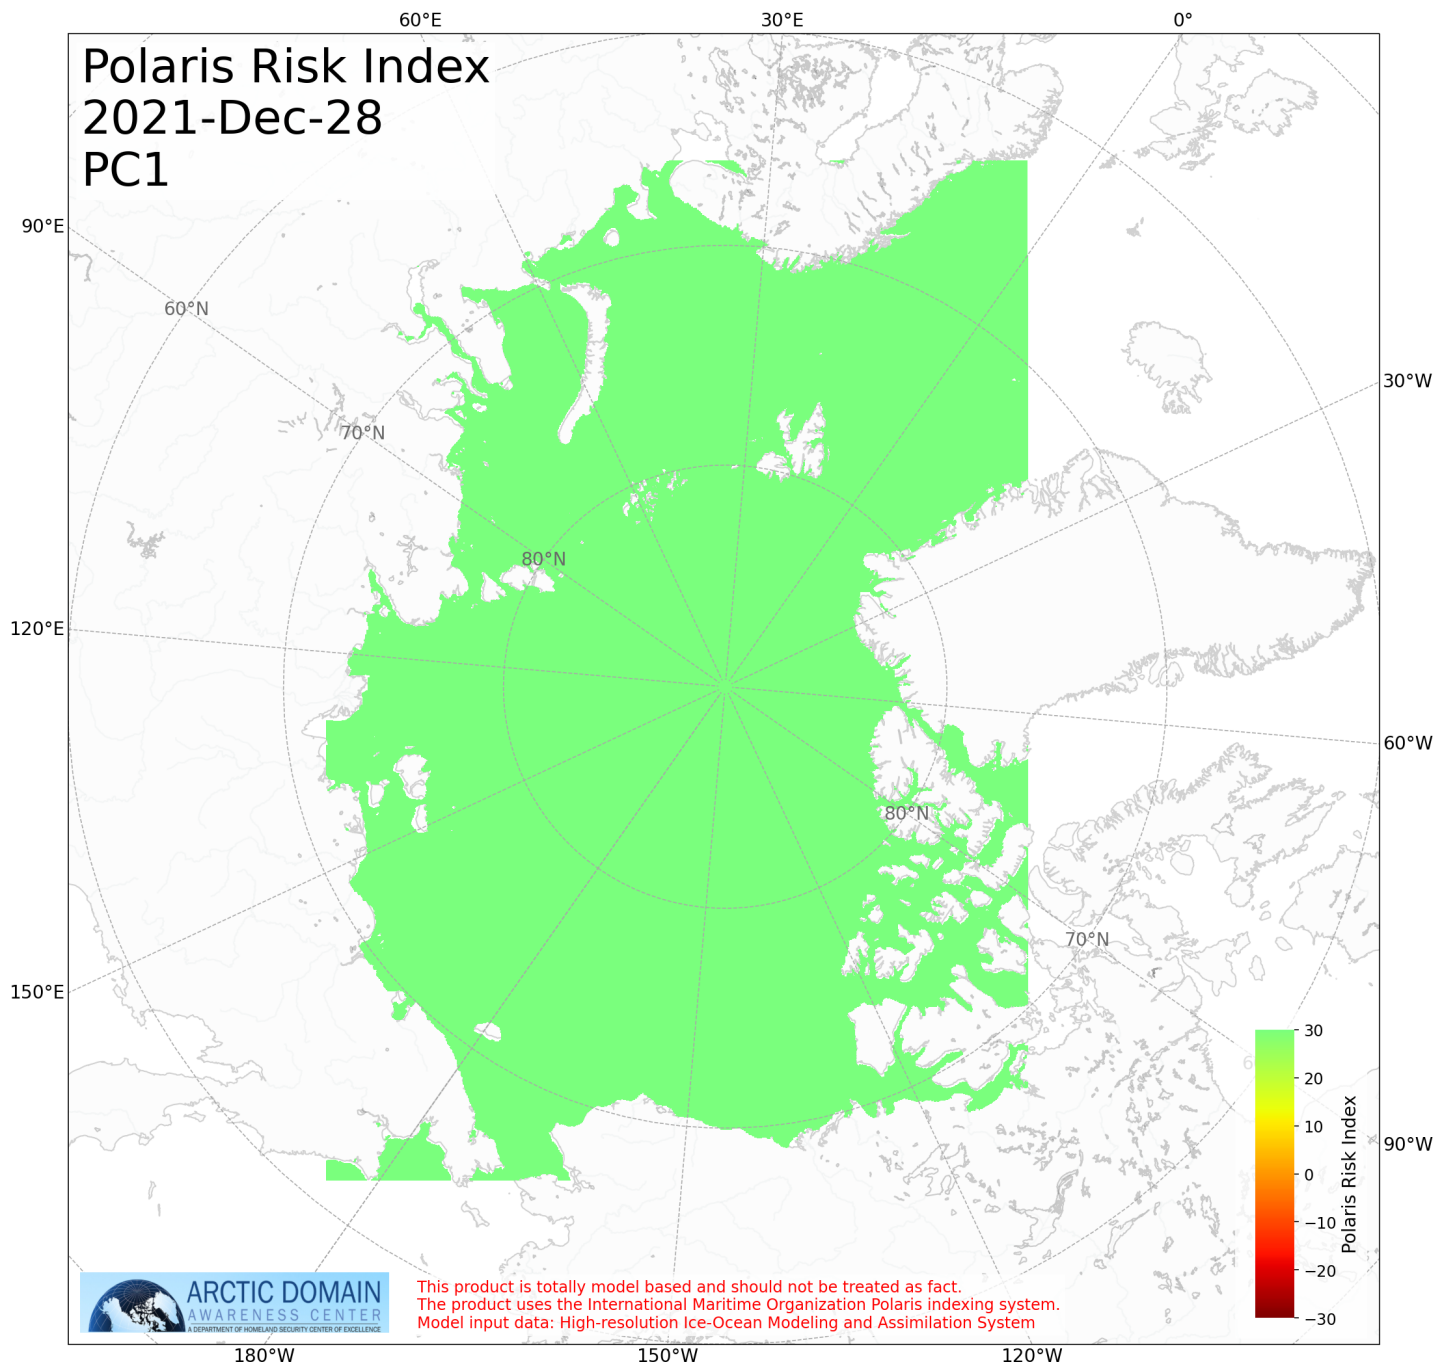 60°E 30°E 0°
Polaris Risk Index
2021-Dec-28
PC1
90°E
60°N
30°W
70°N
80°N
120°E
60°W
80°N
70°N
150°E
30
20
10
0
−10
−20
−30
Polaris Risk Index
90°W
ARCTIC DOMAIN
AWARENESS CENTER
A DEPARTMENT OF HOMELAND SECURITY CENTER OF EXCELLENCE
This product is totally model based and should not be treated as fact.
The product uses the International Maritime Organization Polaris indexing system.
Model input data: High-resolution Ice-Ocean Modeling and Assimilation System
180°W 150°W 120°W